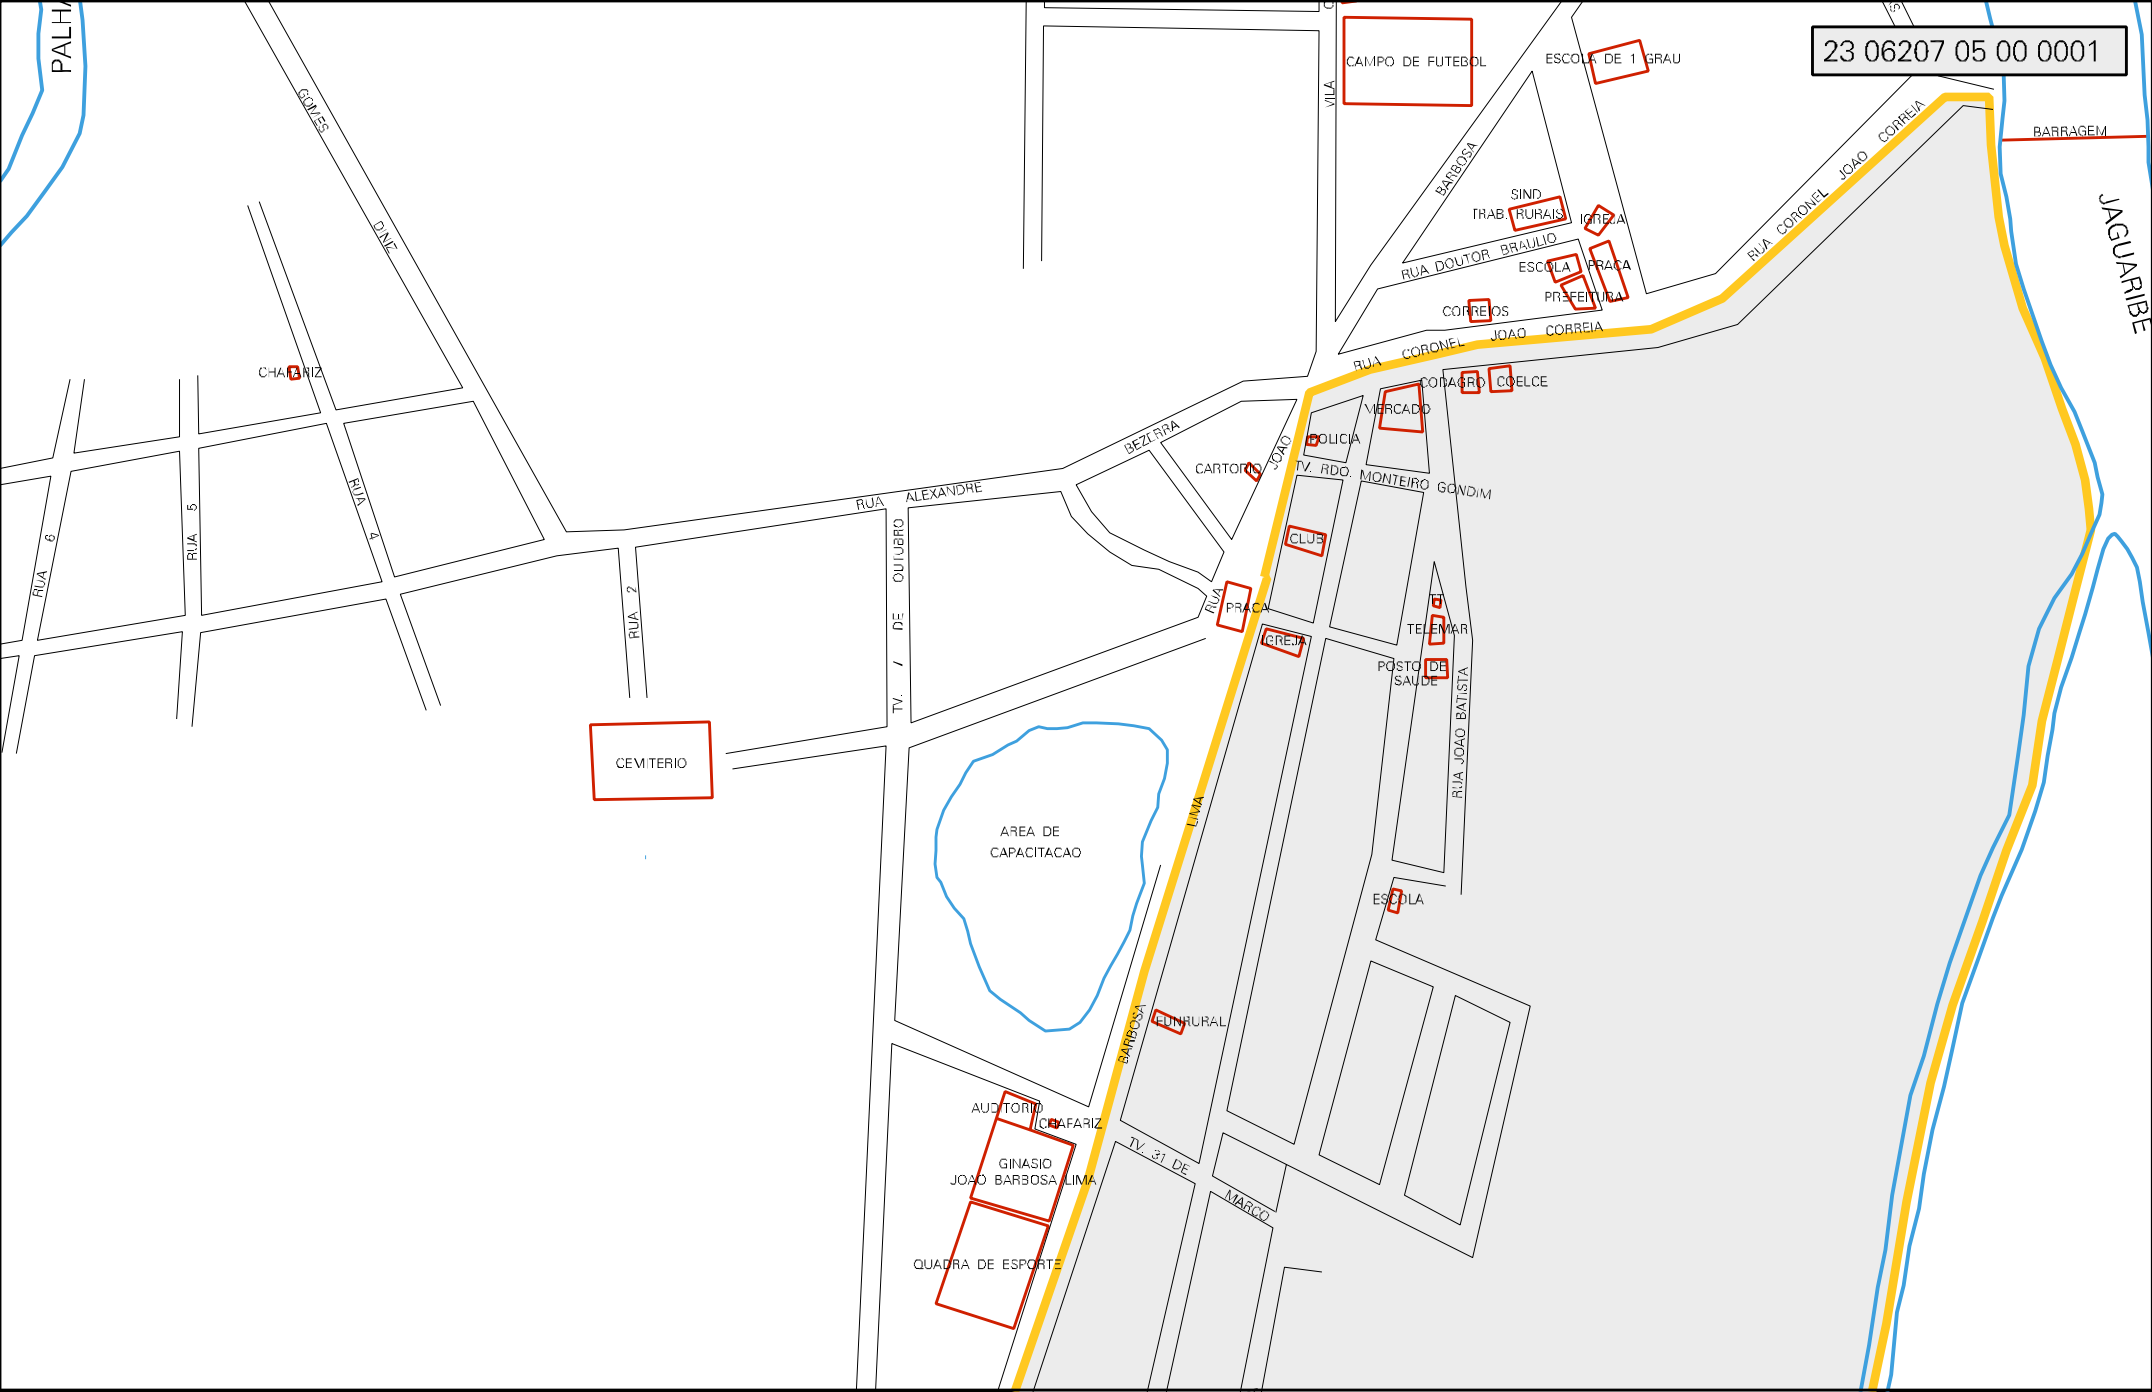 PALHA
GOMES
DINIZ
VILA
CAMPO DE FUTEBOL
ESCOLA DE 1 GRAU
23 06207 05 00 0001
BARRAGEM
JAGUARIBE
BARBOSA
SIND
TRAB. RURAIS
IGREJA
RUA DOUTOR BRAULIO
ESCOLA
PRACA
PREFEITURA
CORREIOS
RUA CORONEL JOAO CORREIA
RUA CORONEL JOAO CORREIA
CHAFARIZ
CODAGRO
COELCE
MERCADO
POLICIA
BEZERRA
CARTORIO
JOAO
TV. RDO. MONTEIRO GONDIM
RUA ALEXANDRE
RUA 6
RUA 5
RUA 4
RUA 2
TV. 7 DE OUTUBRO
CLUB
RUA
PRACA
IGREJA
TT
TELEMAR
POSTO DE
SAUDE
RUA JOAO BATISTA
CEMITERIO
LIMA
AREA DE
CAPACITACAO
ESCOLA
BARBOSA
FUNRURAL
AUDITORIO
CHAFARIZ
GINASIO
JOAO BARBOSA LIMA
TV. 31 DE
MARCO
QUADRA DE ESPORTE